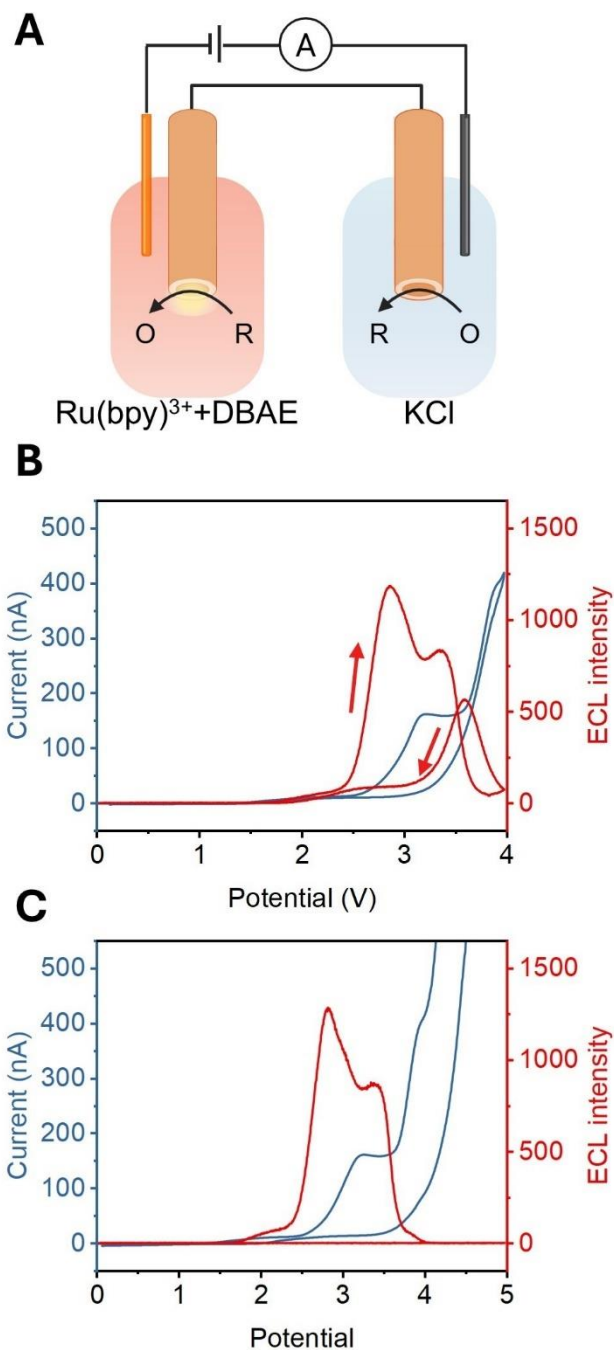 A
A
O R
R O
Ru(bpy)³⁺+DBAE
KCl
B
500
400
300
200
100
0
Current (nA)
1500
1000
500
0
ECL intensity
0 1 2 3 4
Potential (V)
C
500
400
300
200
100
0
Current (nA)
1500
1000
500
0
ECL intensity
0 1 2 3 4 5
Potential